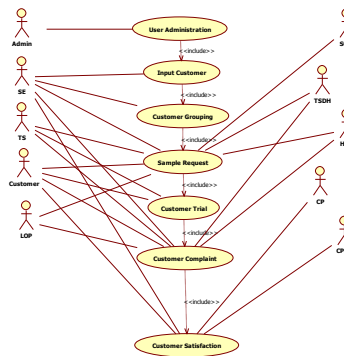 User Administration
Admin
<<include>>
SE
Input Customer
<<include>>
TSDH
Customer Grouping
TS
<<include>>
Sample Request
Customer
<<include>>
CP
Customer Trial
LOP
<<include>>
Customer Complaint
CP
<<include>>
Customer Satisfaction